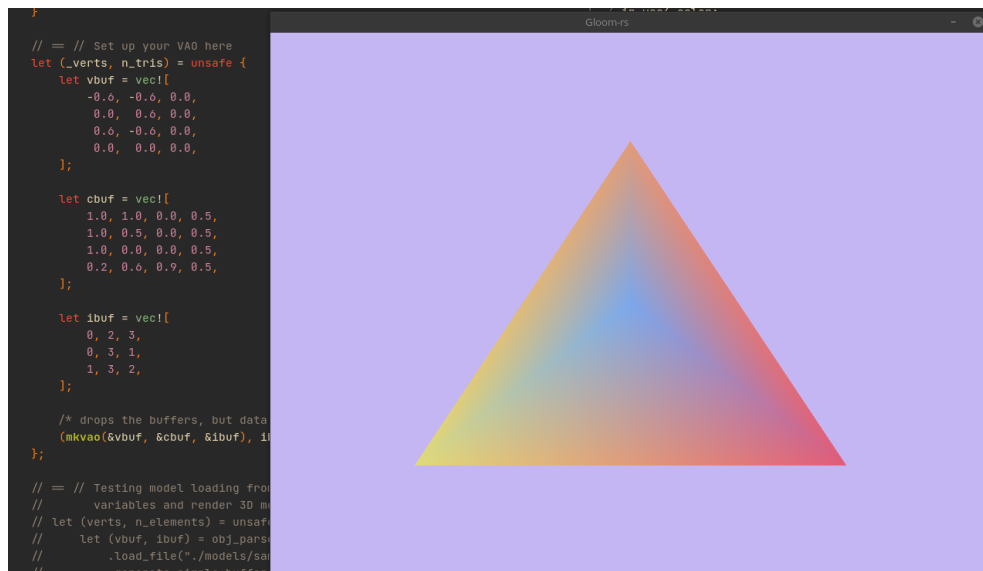 }
// == // Set up your VAO here
let (_verts, n_tris) = unsafe {
let vbuf = vec![
-0.6, -0.6, 0.0,
0.0, 0.6, 0.0,
0.6, -0.6, 0.0,
0.0, 0.0, 0.0,
];
let cbuf = vec![
1.0, 1.0, 0.0, 0.5,
1.0, 0.5, 0.0, 0.5,
1.0, 0.0, 0.0, 0.5,
0.2, 0.6, 0.9, 0.5,
];
let ibuf = vec![
0, 2, 3,
0, 3, 1,
1, 3, 2,
];
/* drops the buffers, but data
(mkvao(&vbuf, &cbuf, &ibuf), i
};
// == // Testing model loading from
// variables and render 3D mo
// let (verts, n_elements) = unsafe
// let (vbuf, ibuf) = obj_parse
// .load_file("./models/sa
Gloom-rs